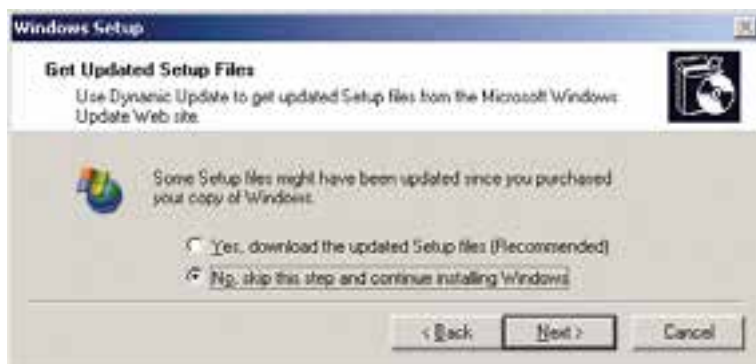 Windows Setup
Get Updated Setup Files
Use Dynamic Update to get updated Setup files from the Microsoft Windows
Update Web site.
Some Setup files might have been updated since you purchased
your copy of Windows.
Yes, download the updated Setup files (Recommended)
No, skip this step and continue installing Windows
< Back
Next >
Cancel